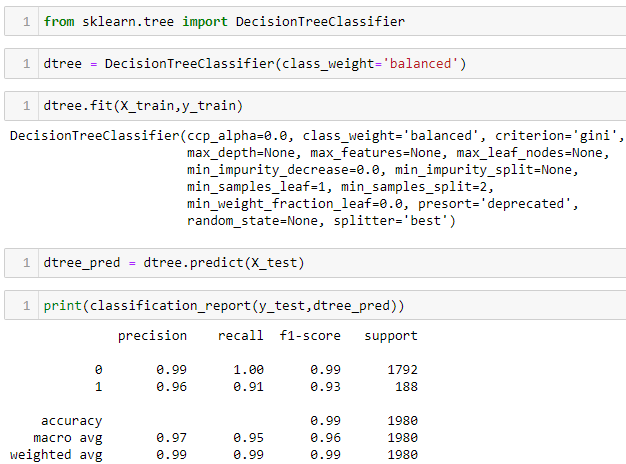 1 from sklearn.tree import DecisionTreeClassifier
1 dtree = DecisionTreeClassifier(class_weight='balanced')
1 dtree.fit(X_train,y_train)
DecisionTreeClassifier(ccp_alpha=0.0, class_weight='balanced', criterion='gini',
max_depth=None, max_features=None, max_leaf_nodes=None,
min_impurity_decrease=0.0, min_impurity_split=None,
min_samples_leaf=1, min_samples_split=2,
min_weight_fraction_leaf=0.0, presort='deprecated',
random_state=None, splitter='best')
1 dtree_pred = dtree.predict(X_test)
1 print(classification_report(y_test,dtree_pred))
precision recall f1-score support
0 0.99 1.00 0.99 1792
1 0.96 0.91 0.93 188
accuracy 0.99 1980
macro avg 0.97 0.95 0.96 1980
weighted avg 0.99 0.99 0.99 1980